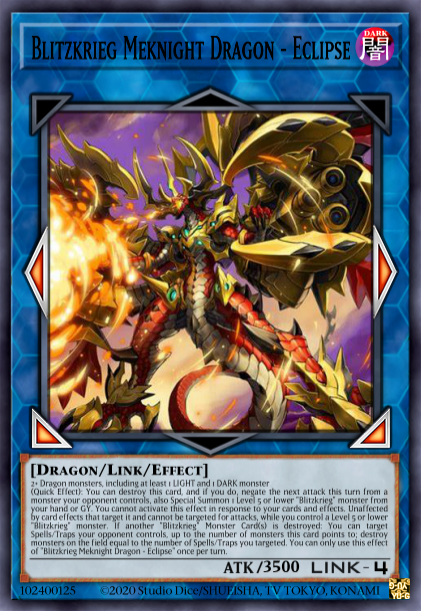 Blitzkrieg Meknight Dragon - Eclipse
DARK
闇
[Dragon/Link/Effect]
2+ Dragon monsters, including at least 1 LIGHT and 1 DARK monster
(Quick Effect): You can destroy this card, and if you do, negate the next attack this turn from a
monster your opponent controls, also Special Summon 1 Level 5 or lower "Blitzkrieg" monster from
your hand or GY. You cannot activate this effect in response to your cards and effects. Unaffected
by card effects that target it and cannot be targeted for attacks, while you control a Level 5 or lower
"Blitzkrieg" monster. If another "Blitzkrieg" Monster Card(s) is destroyed: You can target
Spells/Traps your opponent controls, up to the number of monsters this card points to; destroy
monsters on the field equal to the number of Spells/Traps you targeted. You can only use this effect
of "Blitzkrieg Meknight Dragon - Eclipse" once per turn.
ATK/3500 LINK-4
102400125 ©2020 Studio Dice/SHUEISHA, TV TOKYO, KONAMI